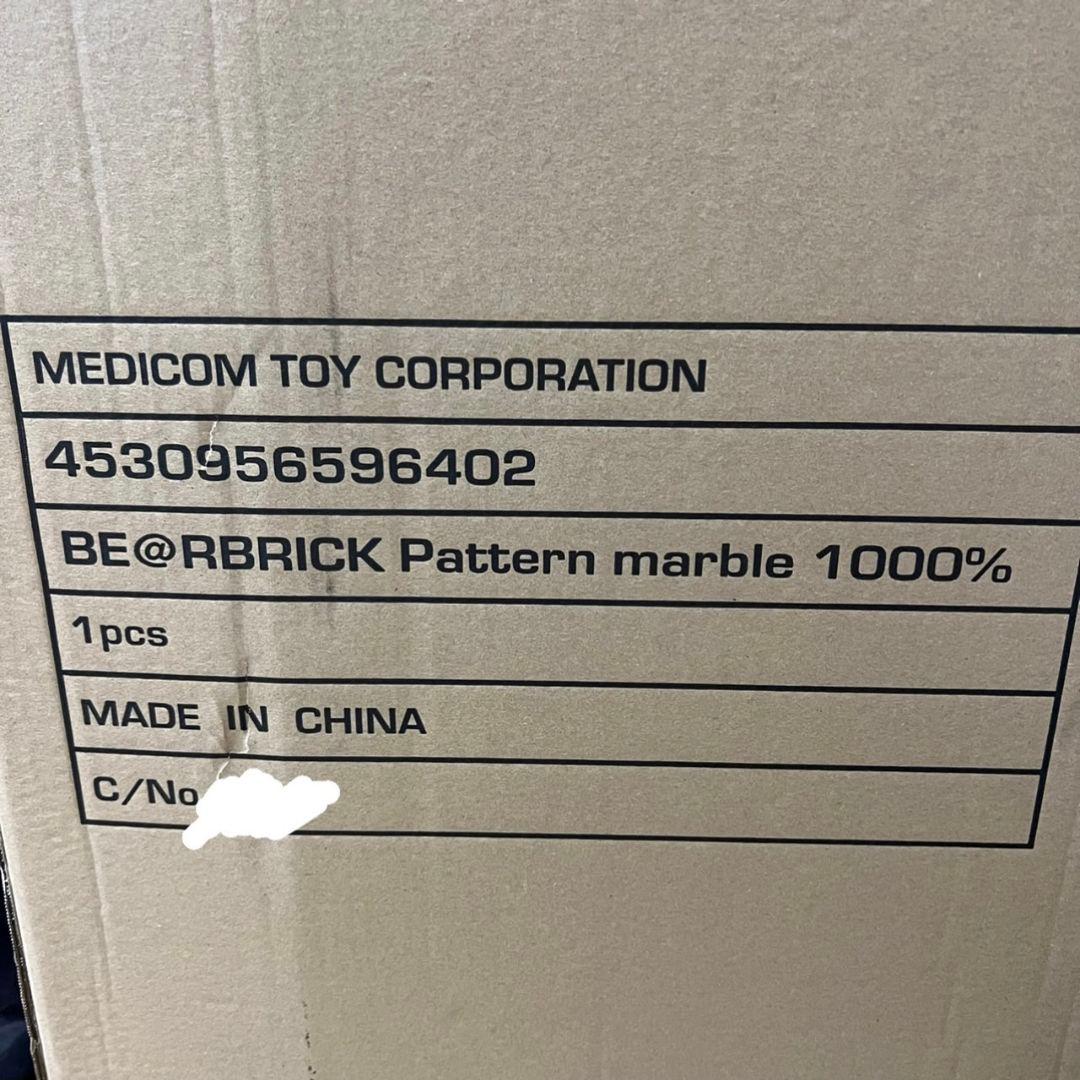 MEDICOM TOY CORPORATION
4530956596402
BE@RBRICK Pattern marble 1000%
1pcs
MADE IN CHINA
C/No